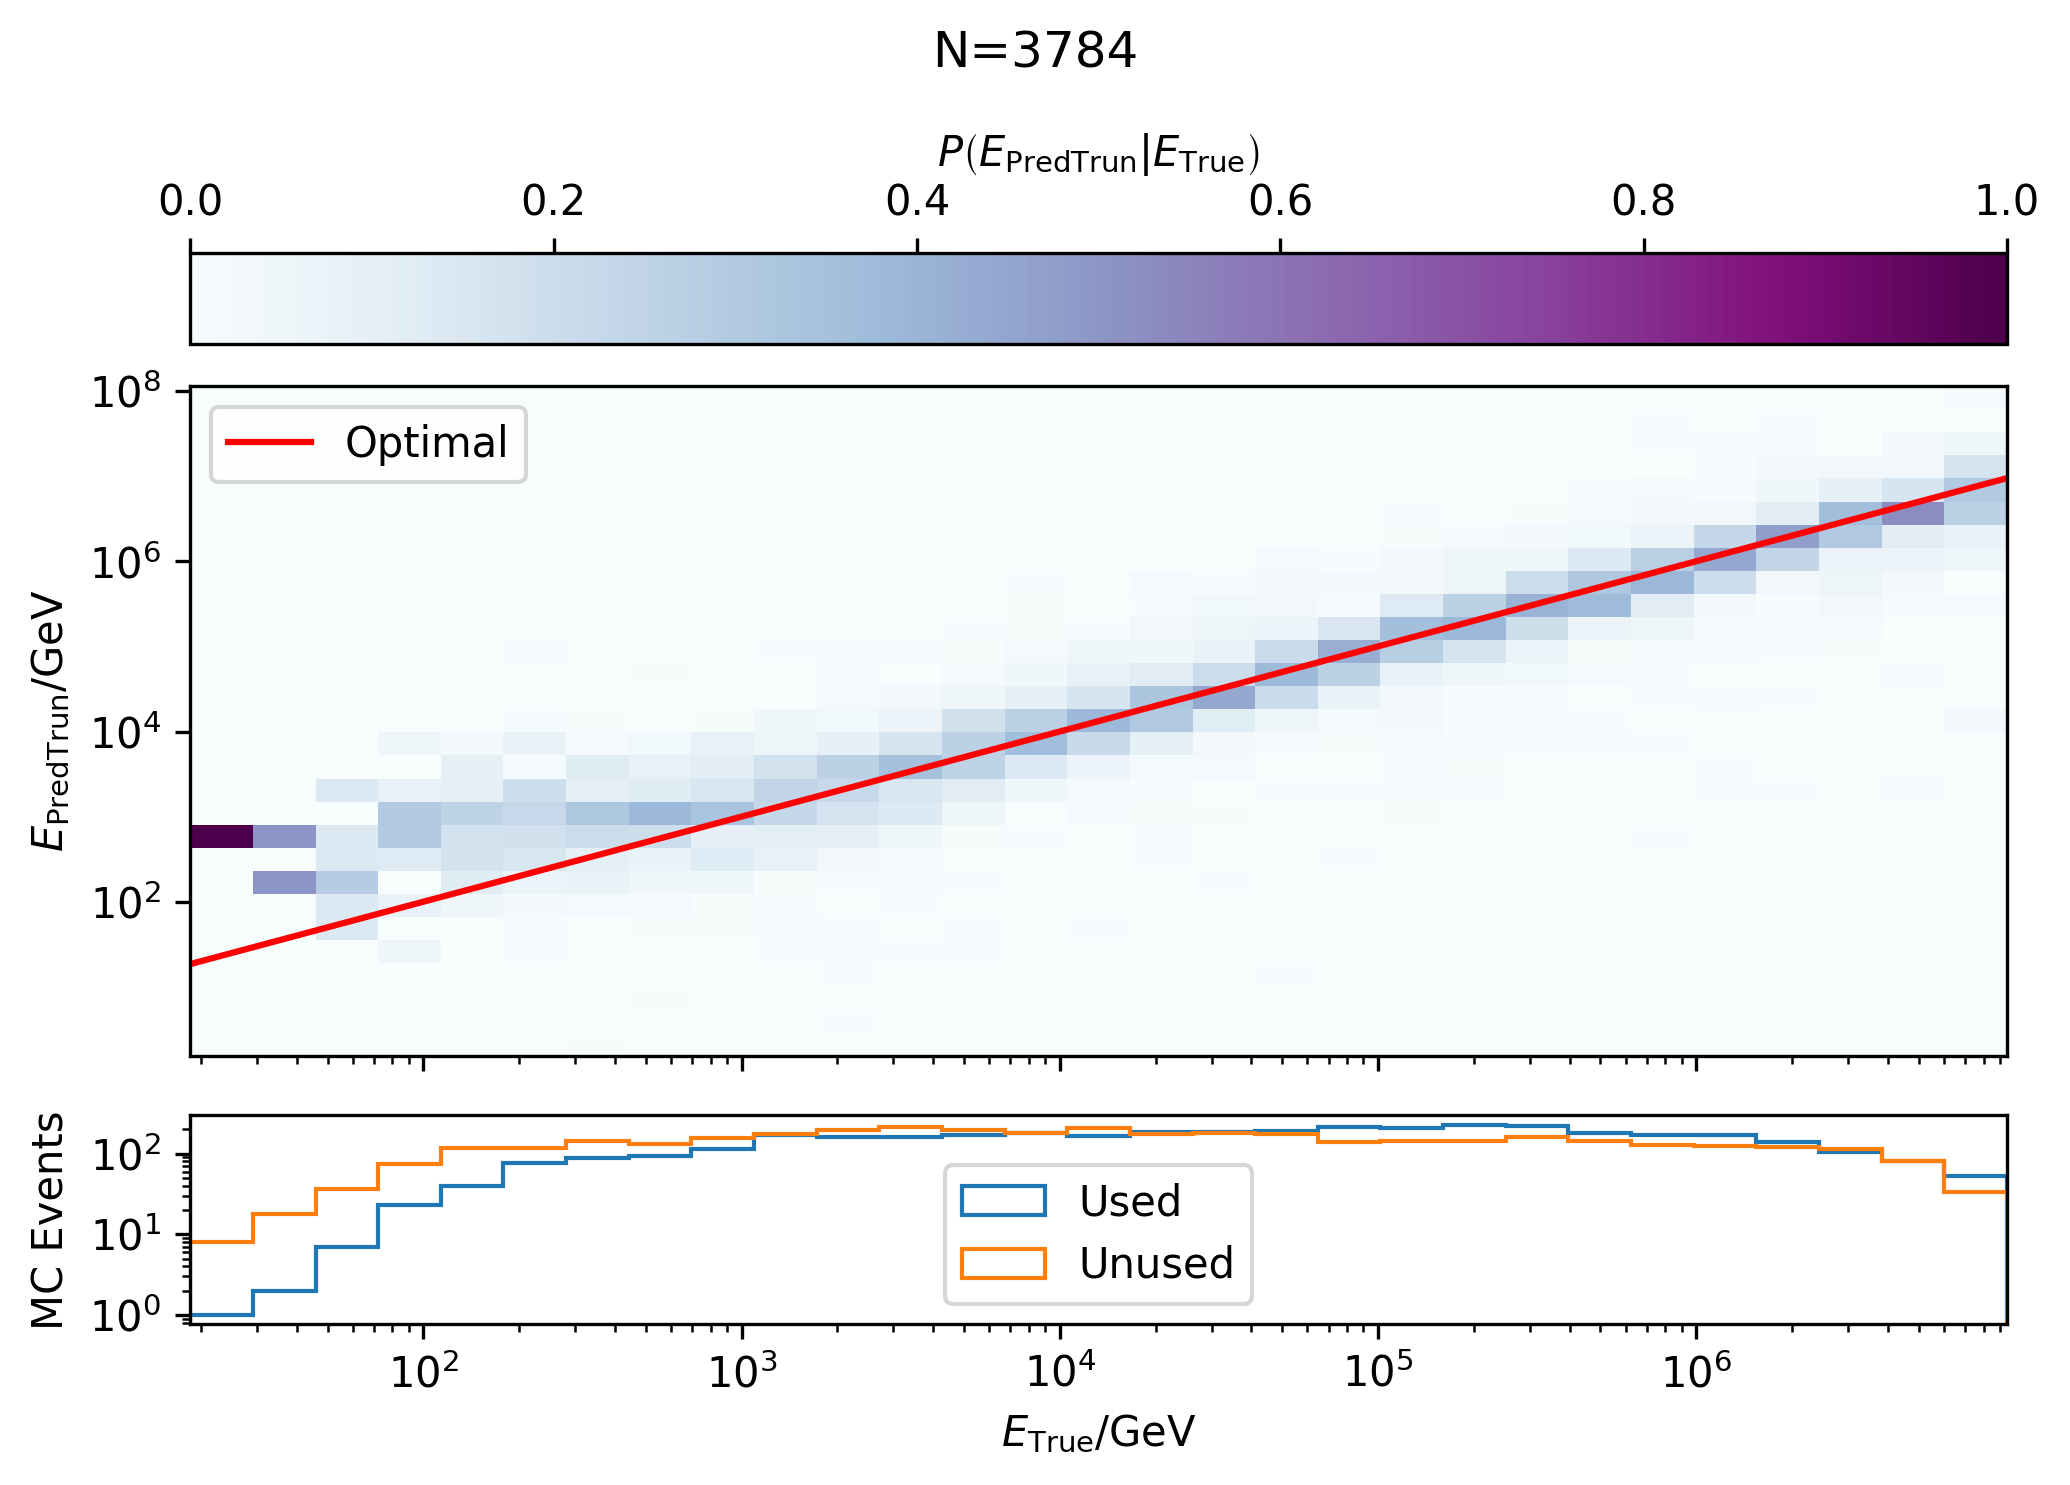 N=3784
P(E_PredTrun|E_True)
0.0 0.2 0.4 0.6 0.8 1.0
10^8
Optimal
10^6
10^4
10^2
E_PredTrun/GeV
10^2
10^1
10^0
MC Events
Used
Unused
10^2 10^3 10^4 10^5 10^6
E_True/GeV